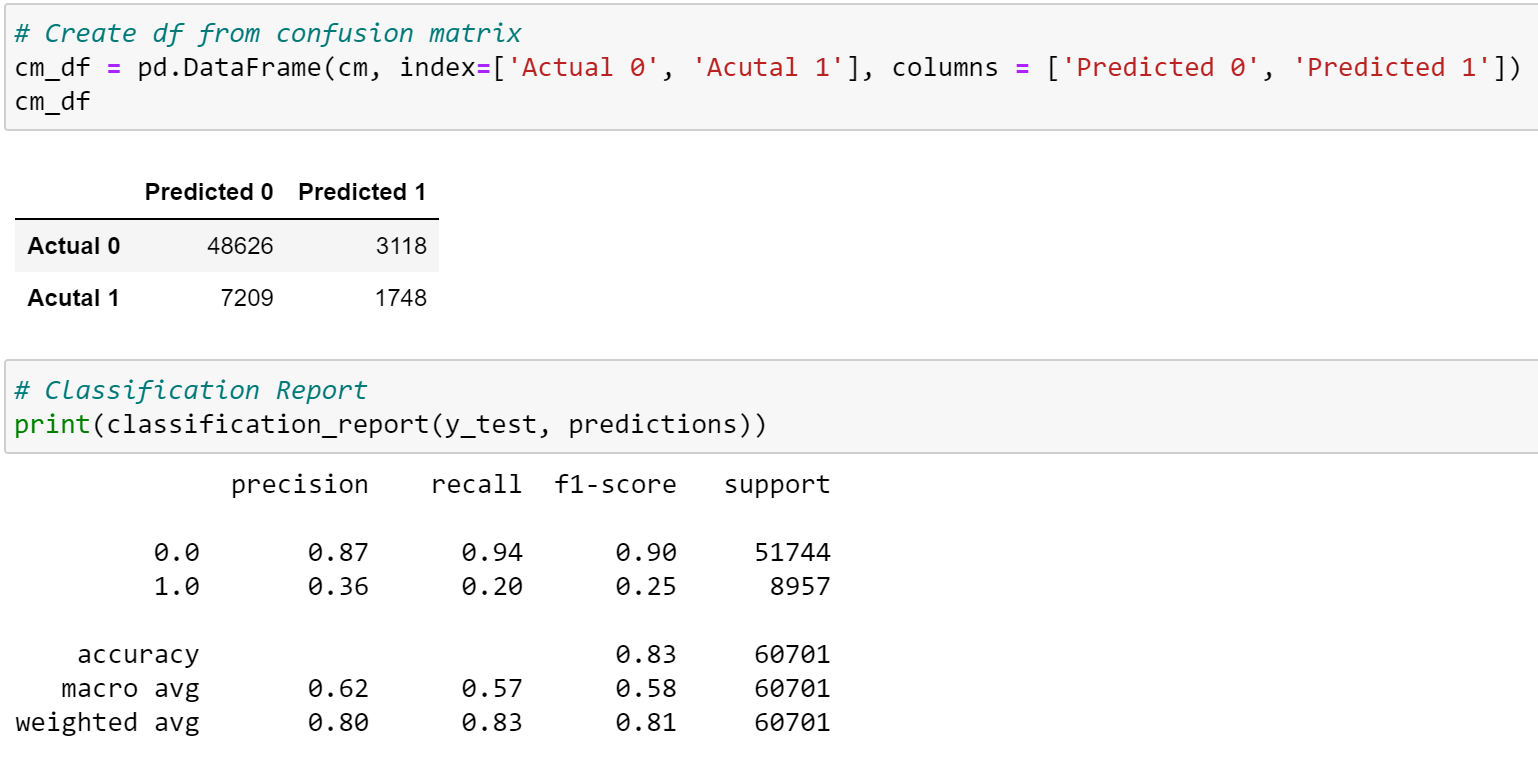 # Create df from confusion matrix
cm_df = pd.DataFrame(cm, index=['Actual 0', 'Acutal 1'], columns = ['Predicted 0', 'Predicted 1'])
cm_df
Predicted 0 Predicted 1
Actual 0 48626 3118
Acutal 1 7209 1748
# Classification Report
print(classification_report(y_test, predictions))
precision recall f1-score support
0.0 0.87 0.94 0.90 51744
1.0 0.36 0.20 0.25 8957
accuracy 0.83 60701
macro avg 0.62 0.57 0.58 60701
weighted avg 0.80 0.83 0.81 60701